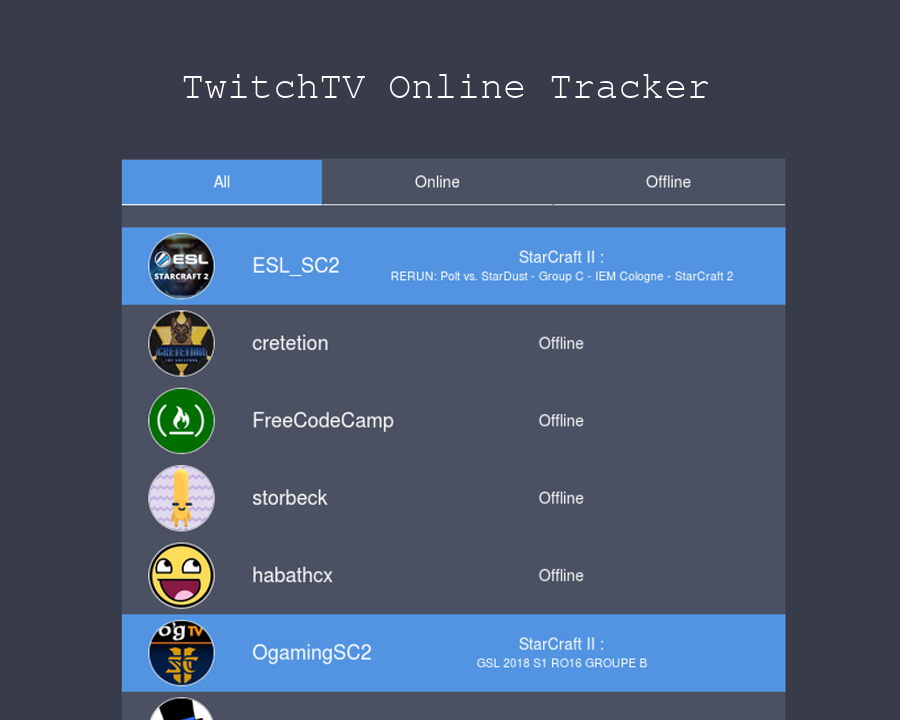 TwitchTV Online Tracker
All Online Offline
ESL
STARCRAFT 2
ESL_SC2
StarCraft II :
RERUN: Polt vs. StarDust - Group C - IEM Cologne - StarCraft 2
CRETETION
cretetion
Offline
FreeCodeCamp
Offline
storbeck
Offline
habathcx
Offline
o'gTV
SC
OgamingSC2
StarCraft II :
GSL 2018 S1 RO16 GROUPE B